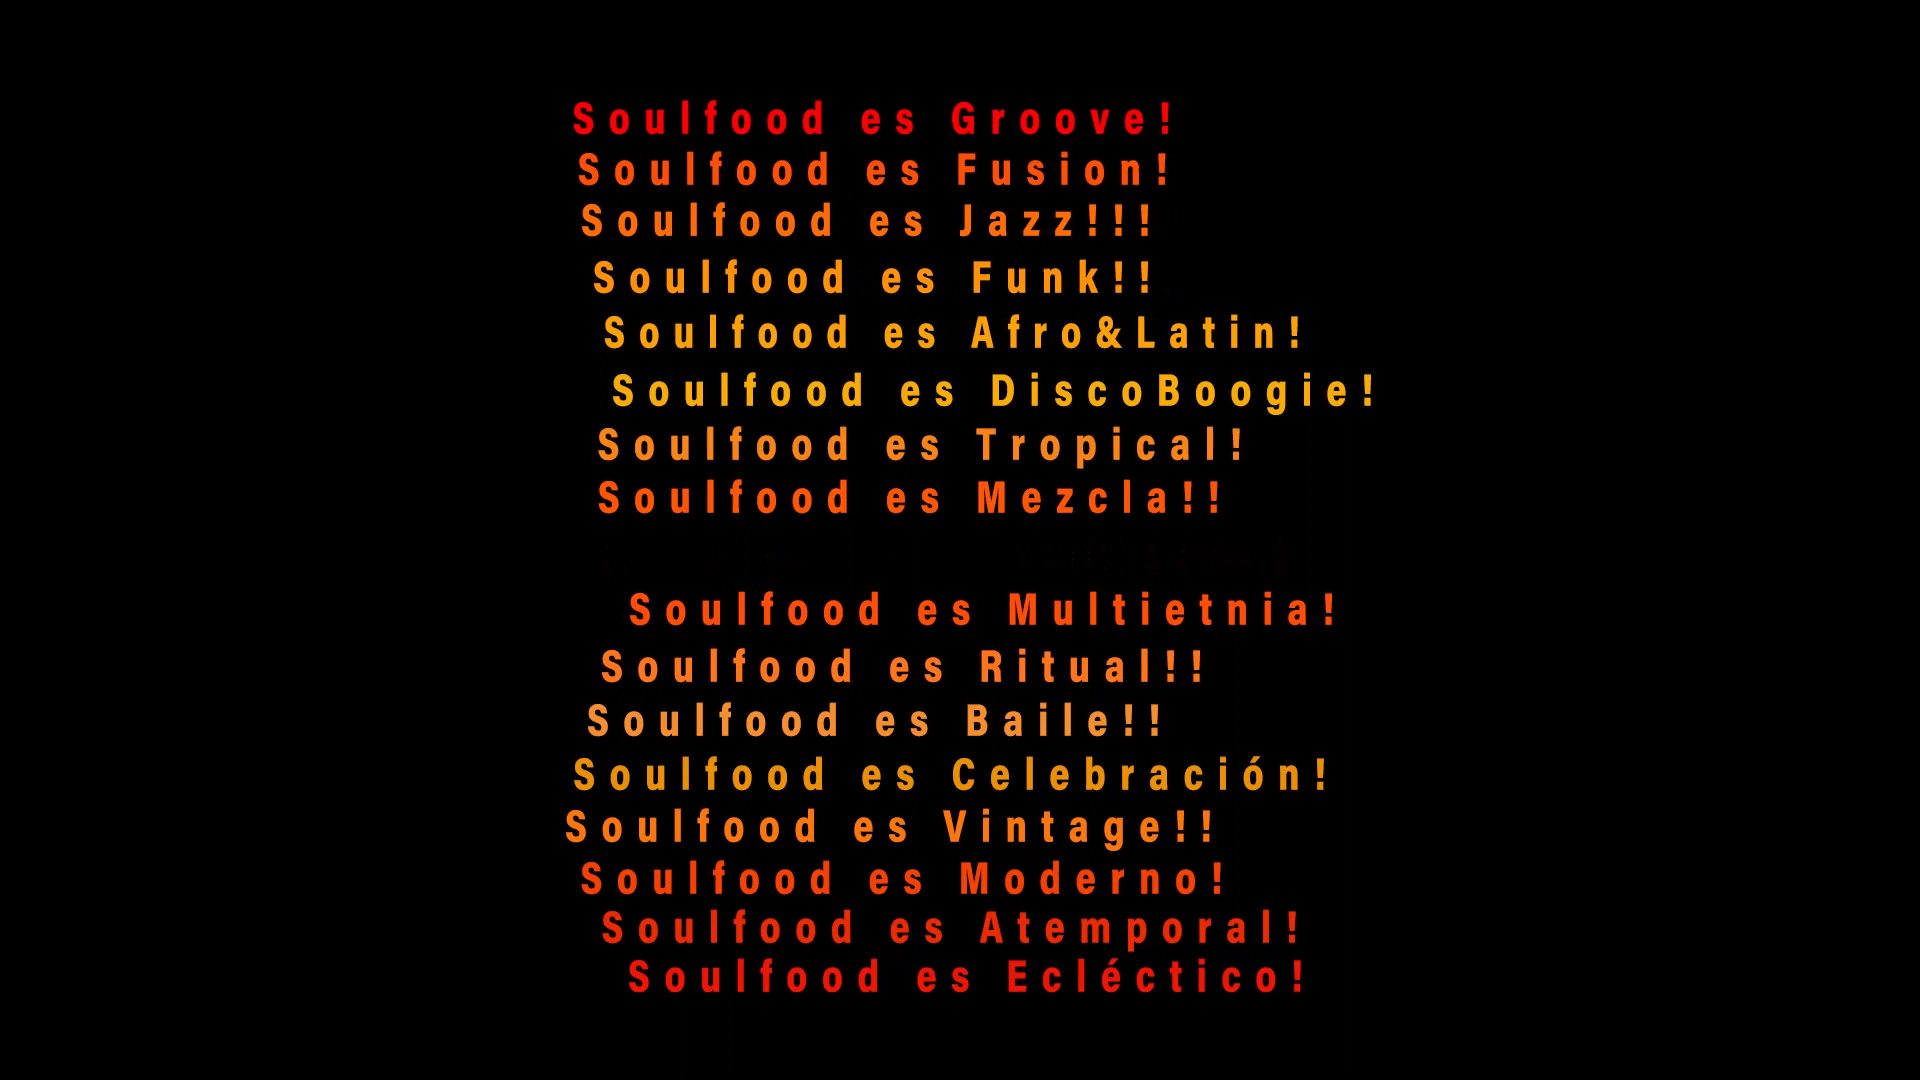 Soulfood es Groove!
Soulfood es Fusion!
Soulfood es Jazz!!!
Soulfood es Funk!!
Soulfood es Afro&Latin!
Soulfood es DiscoBoogie!
Soulfood es Tropical!
Soulfood es Mezcla!!
Soulfood es Multietnia!
Soulfood es Ritual!!
Soulfood es Baile!!
Soulfood es Celebración!
Soulfood es Vintage!!
Soulfood es Moderno!
Soulfood es Atemporal!
Soulfood es Ecléctico!